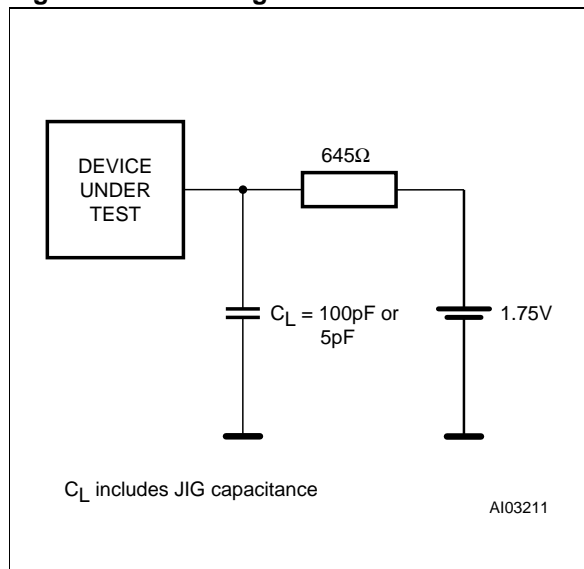 DEVICE
UNDER
TEST
645Ω
CL = 100pF or
5pF
1.75V
CL includes JIG capacitance
AI03211